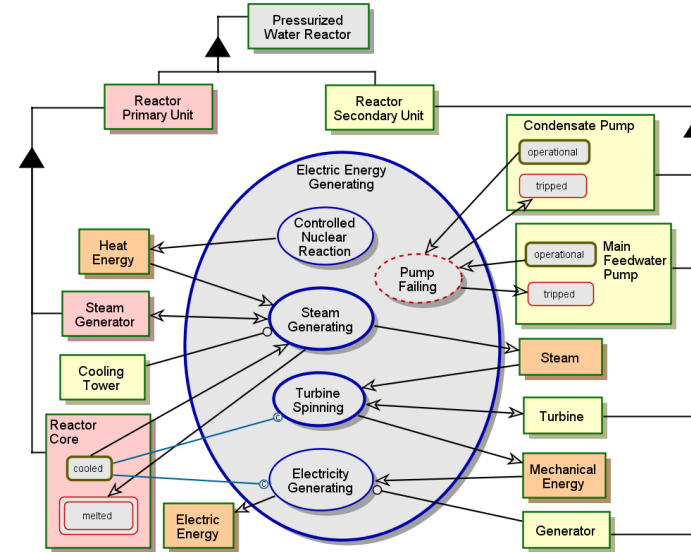 Pressurized
Water Reactor
Reactor
Primary Unit
Reactor
Secondary Unit
Condensate Pump
operational
tripped
Electric Energy
Generating
Controlled
Nuclear
Reaction
Heat
Energy
Pump
Failing
operational
Main
Feedwater
Pump
tripped
Steam
Generator
Steam
Generating
Steam
Cooling
Tower
Turbine
Spinning
Turbine
Reactor
Core
cooled
c
c
melted
Electricity
Generating
Mechanical
Energy
Electric
Energy
Generator